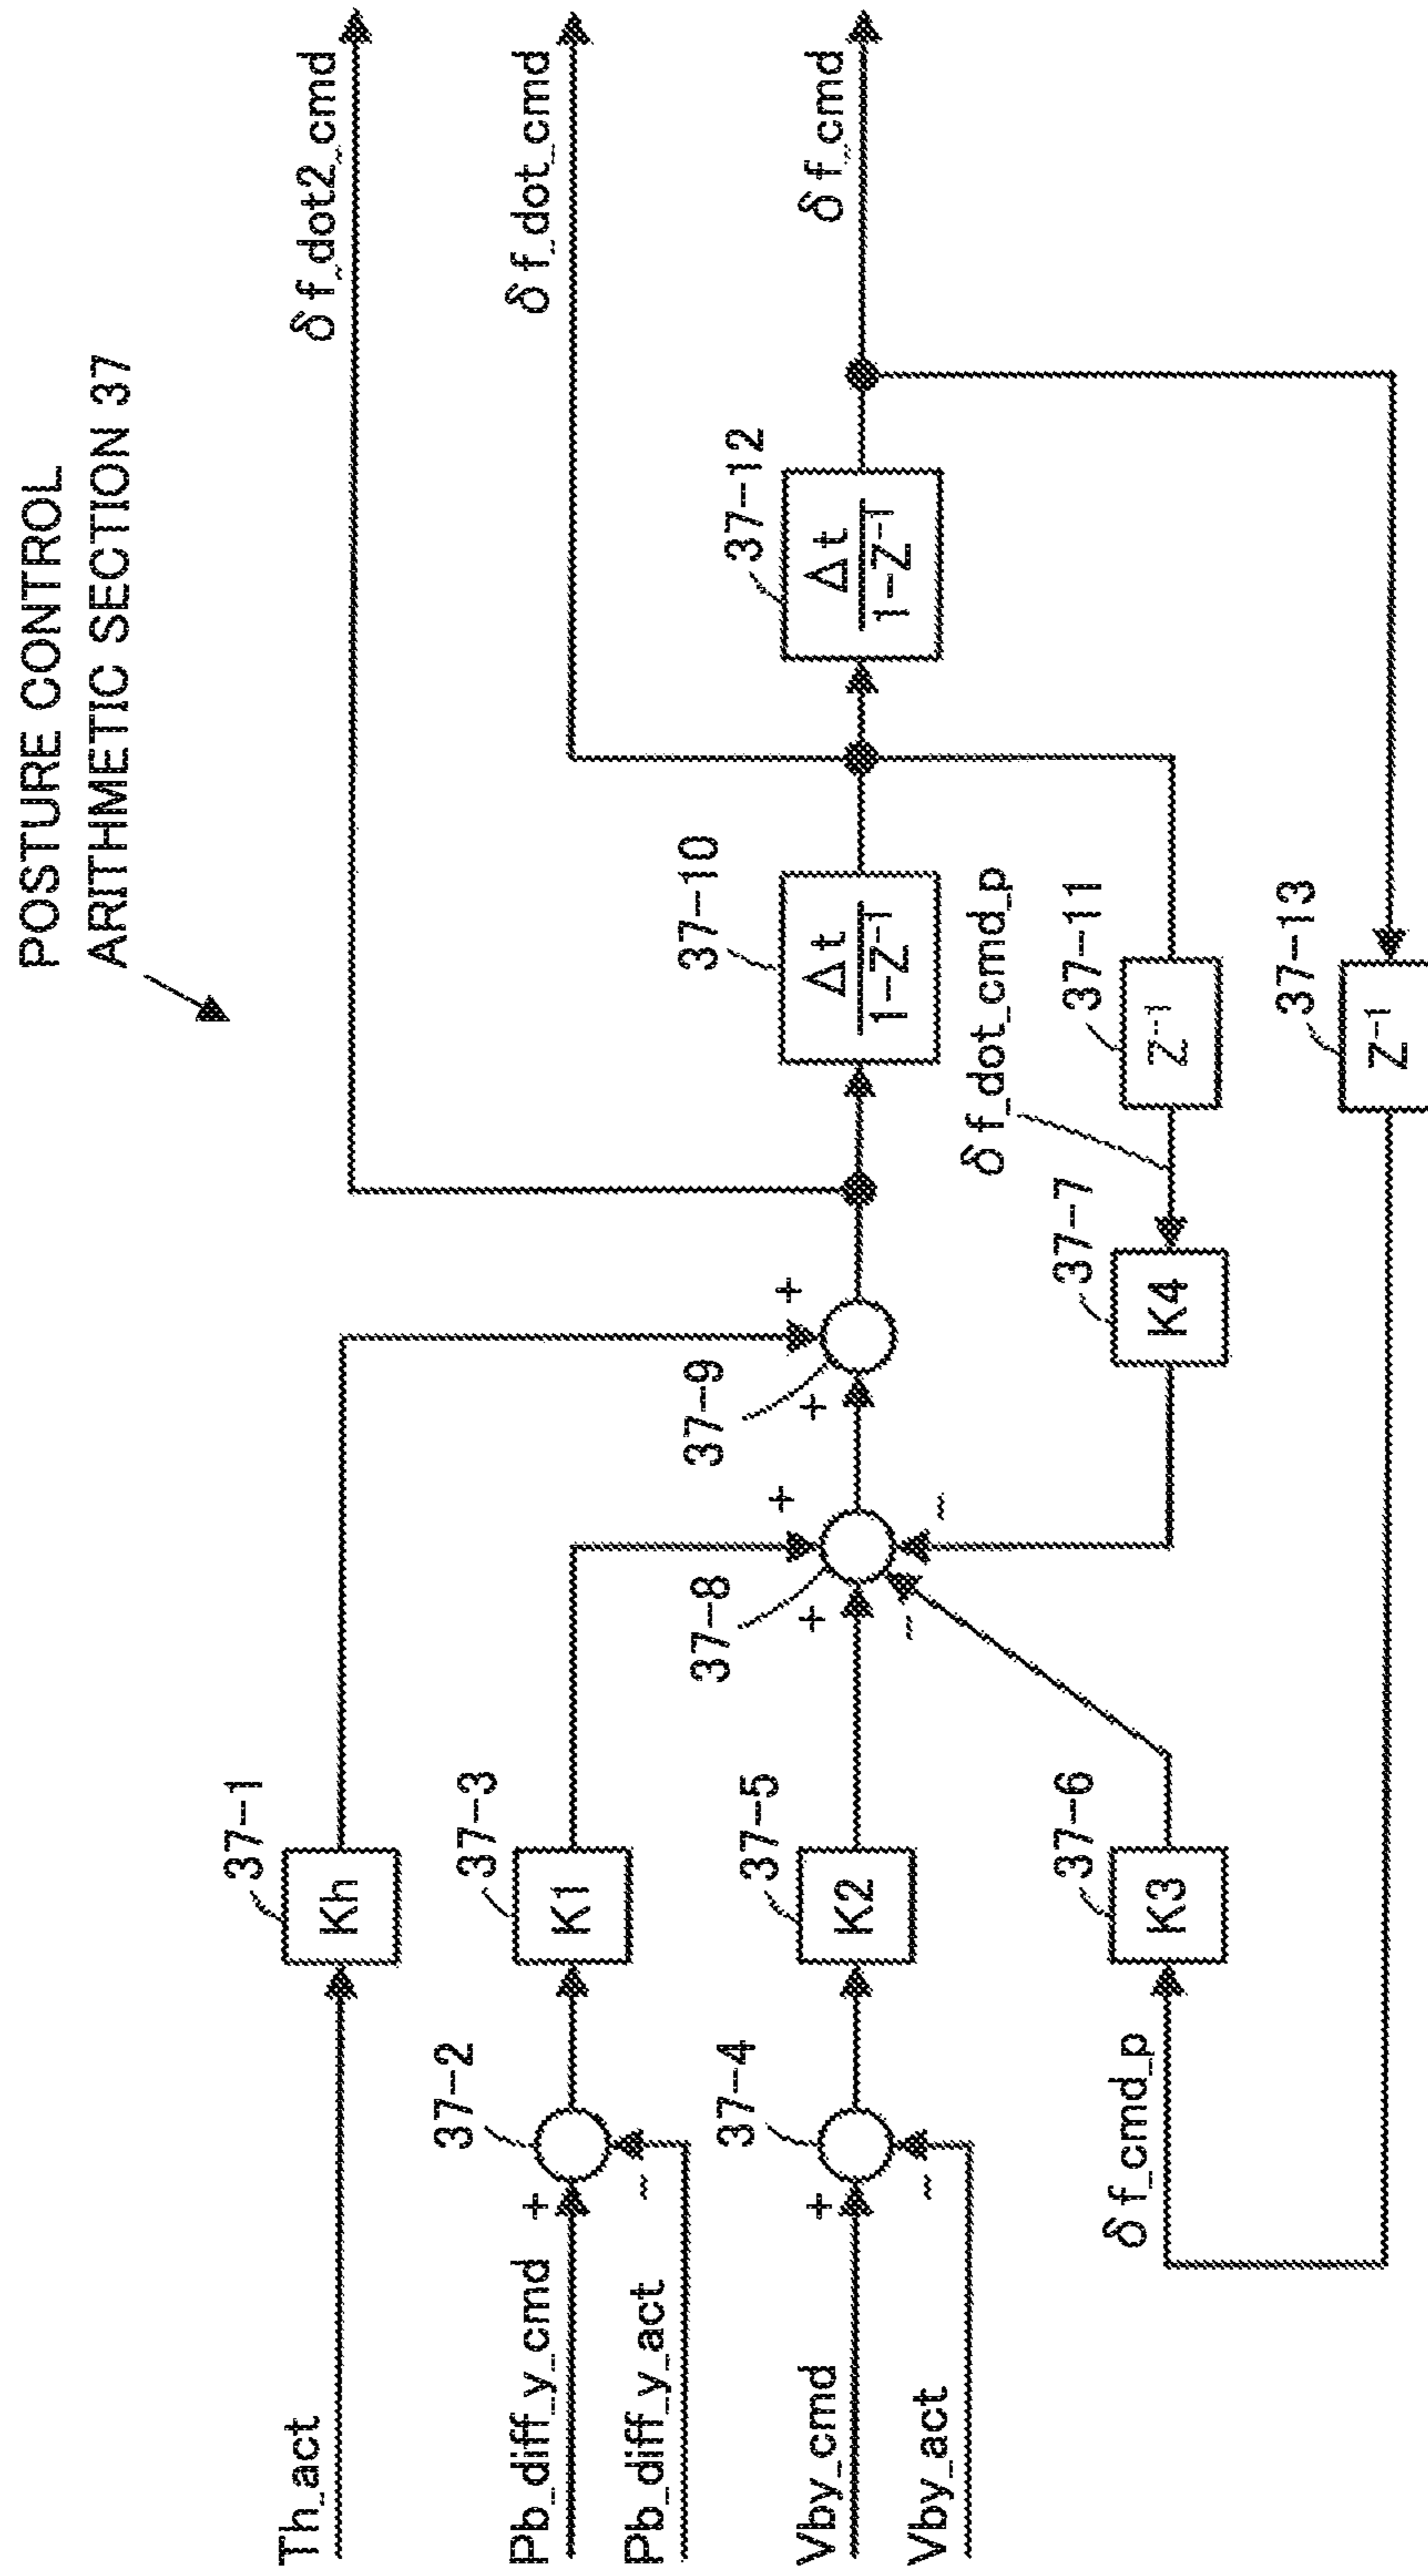 POSTURE CONTROL
ARITHMETIC SECTION 37
Th_act
37-1
Kh
δf_dot2_cmd
Pb_diff_y_cmd
+
37-2
Pb_diff_y_act
-
37-3
K1
δf_dot_cmd
Vby_cmd
+
37-4
Vby_act
-
37-5
K2
37-8
+
+
-
-
37-9
+
+
37-10
Δt
1-Z⁻¹
37-12
Δt
1-Z⁻¹
δf_cmd
δf_cmd_p
37-6
K3
37-7
K4
δf_dot_cmd_p
37-11
Z⁻¹
37-13
Z⁻¹